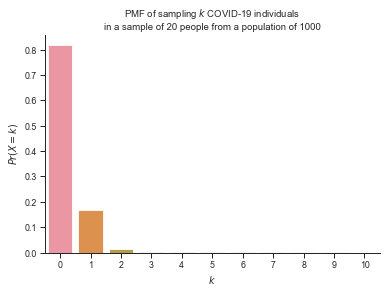 PMF of sampling k COVID-19 individuals
in a sample of 20 people from a population of 1000
0.8
0.7
0.6
0.5
0.4
0.3
0.2
0.1
0.0
Pr(X = k)
0 1 2 3 4 5 6 7 8 9 10
k